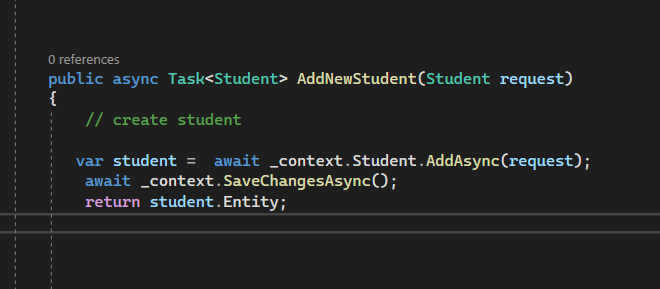 0 references
public async Task<Student> AddNewStudent(Student request)
{
// create student
var student =  await _context.Student.AddAsync(request);
await _context.SaveChangesAsync();
return student.Entity;